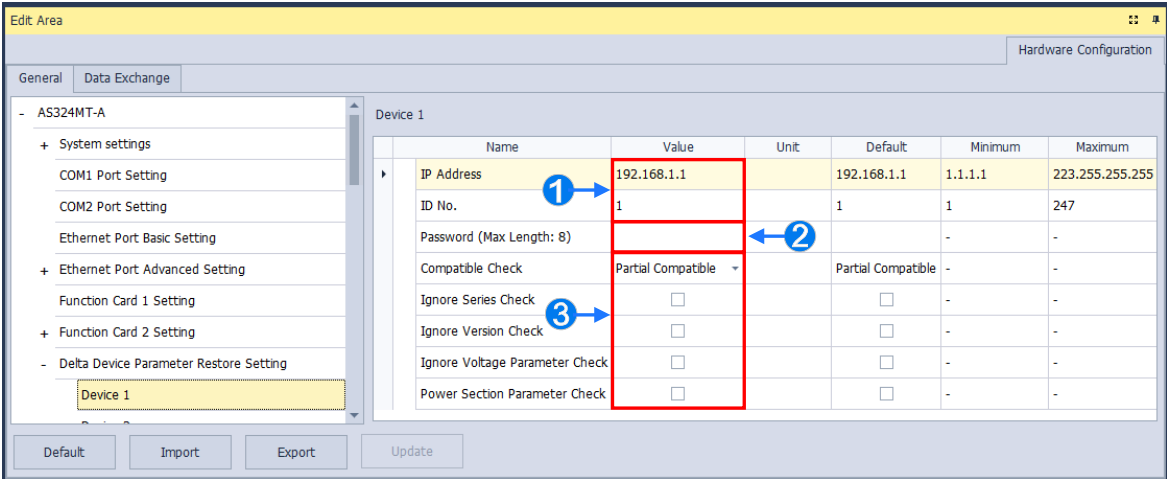 Edit Area
Hardware Configuration
General Data Exchange
- AS324MT-A
+ System settings
COM1 Port Setting
COM2 Port Setting
Ethernet Port Basic Setting
+ Ethernet Port Advanced Setting
Function Card 1 Setting
+ Function Card 2 Setting
- Delta Device Parameter Restore Setting
Device 1
Device 1
Name Value Unit Default Minimum Maximum
IP Address 192.168.1.1 192.168.1.1 1.1.1.1 223.255.255.255
1
ID No. 1 1 1 247
Password (Max Length: 8) - -
2
Compatible Check Partial Compatible Partial Compatible - -
Ignore Series Check - -
3
Ignore Version Check - -
Ignore Voltage Parameter Check - -
Power Section Parameter Check - -
Default Import Export Update